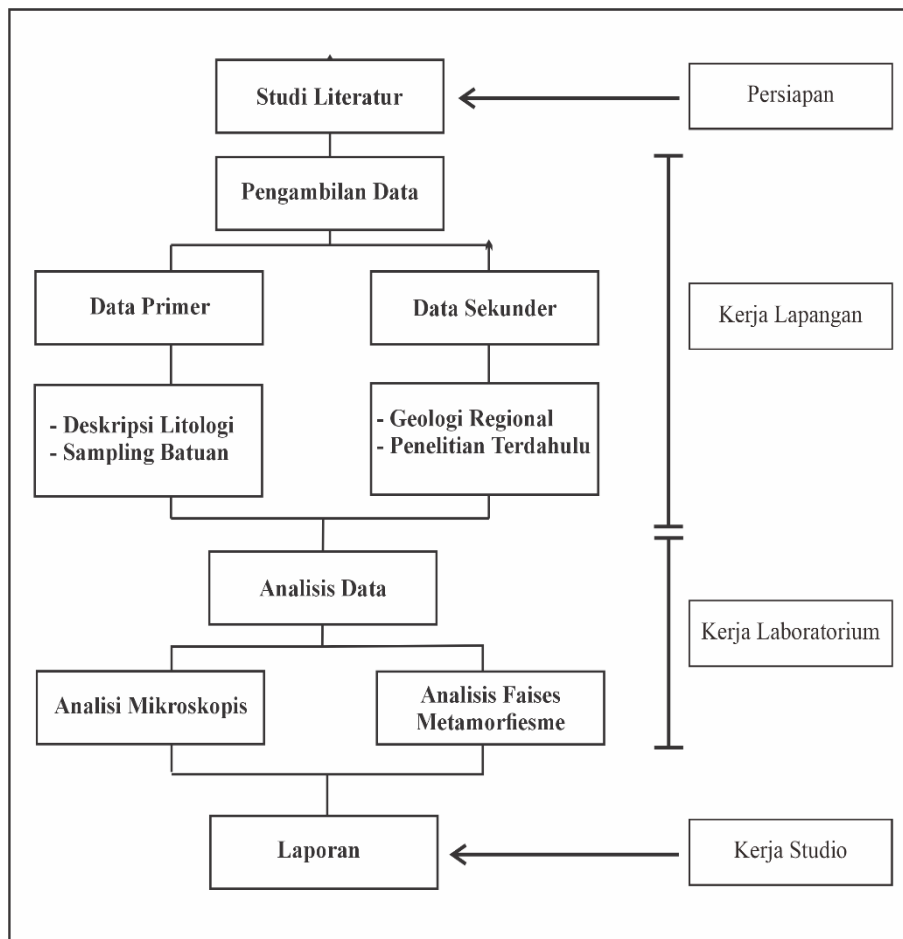 Studi Literatur
Persiapan
Pengambilan Data
Data Primer
Data Sekunder
Kerja Lapangan
- Deskripsi Litologi
- Sampling Batuan
- Geologi Regional
- Penelitian Terdahulu
Analisis Data
Kerja Laboratorium
Analisi Mikroskopis
Analisis Faises
Metamorfiesme
Laporan
Kerja Studio